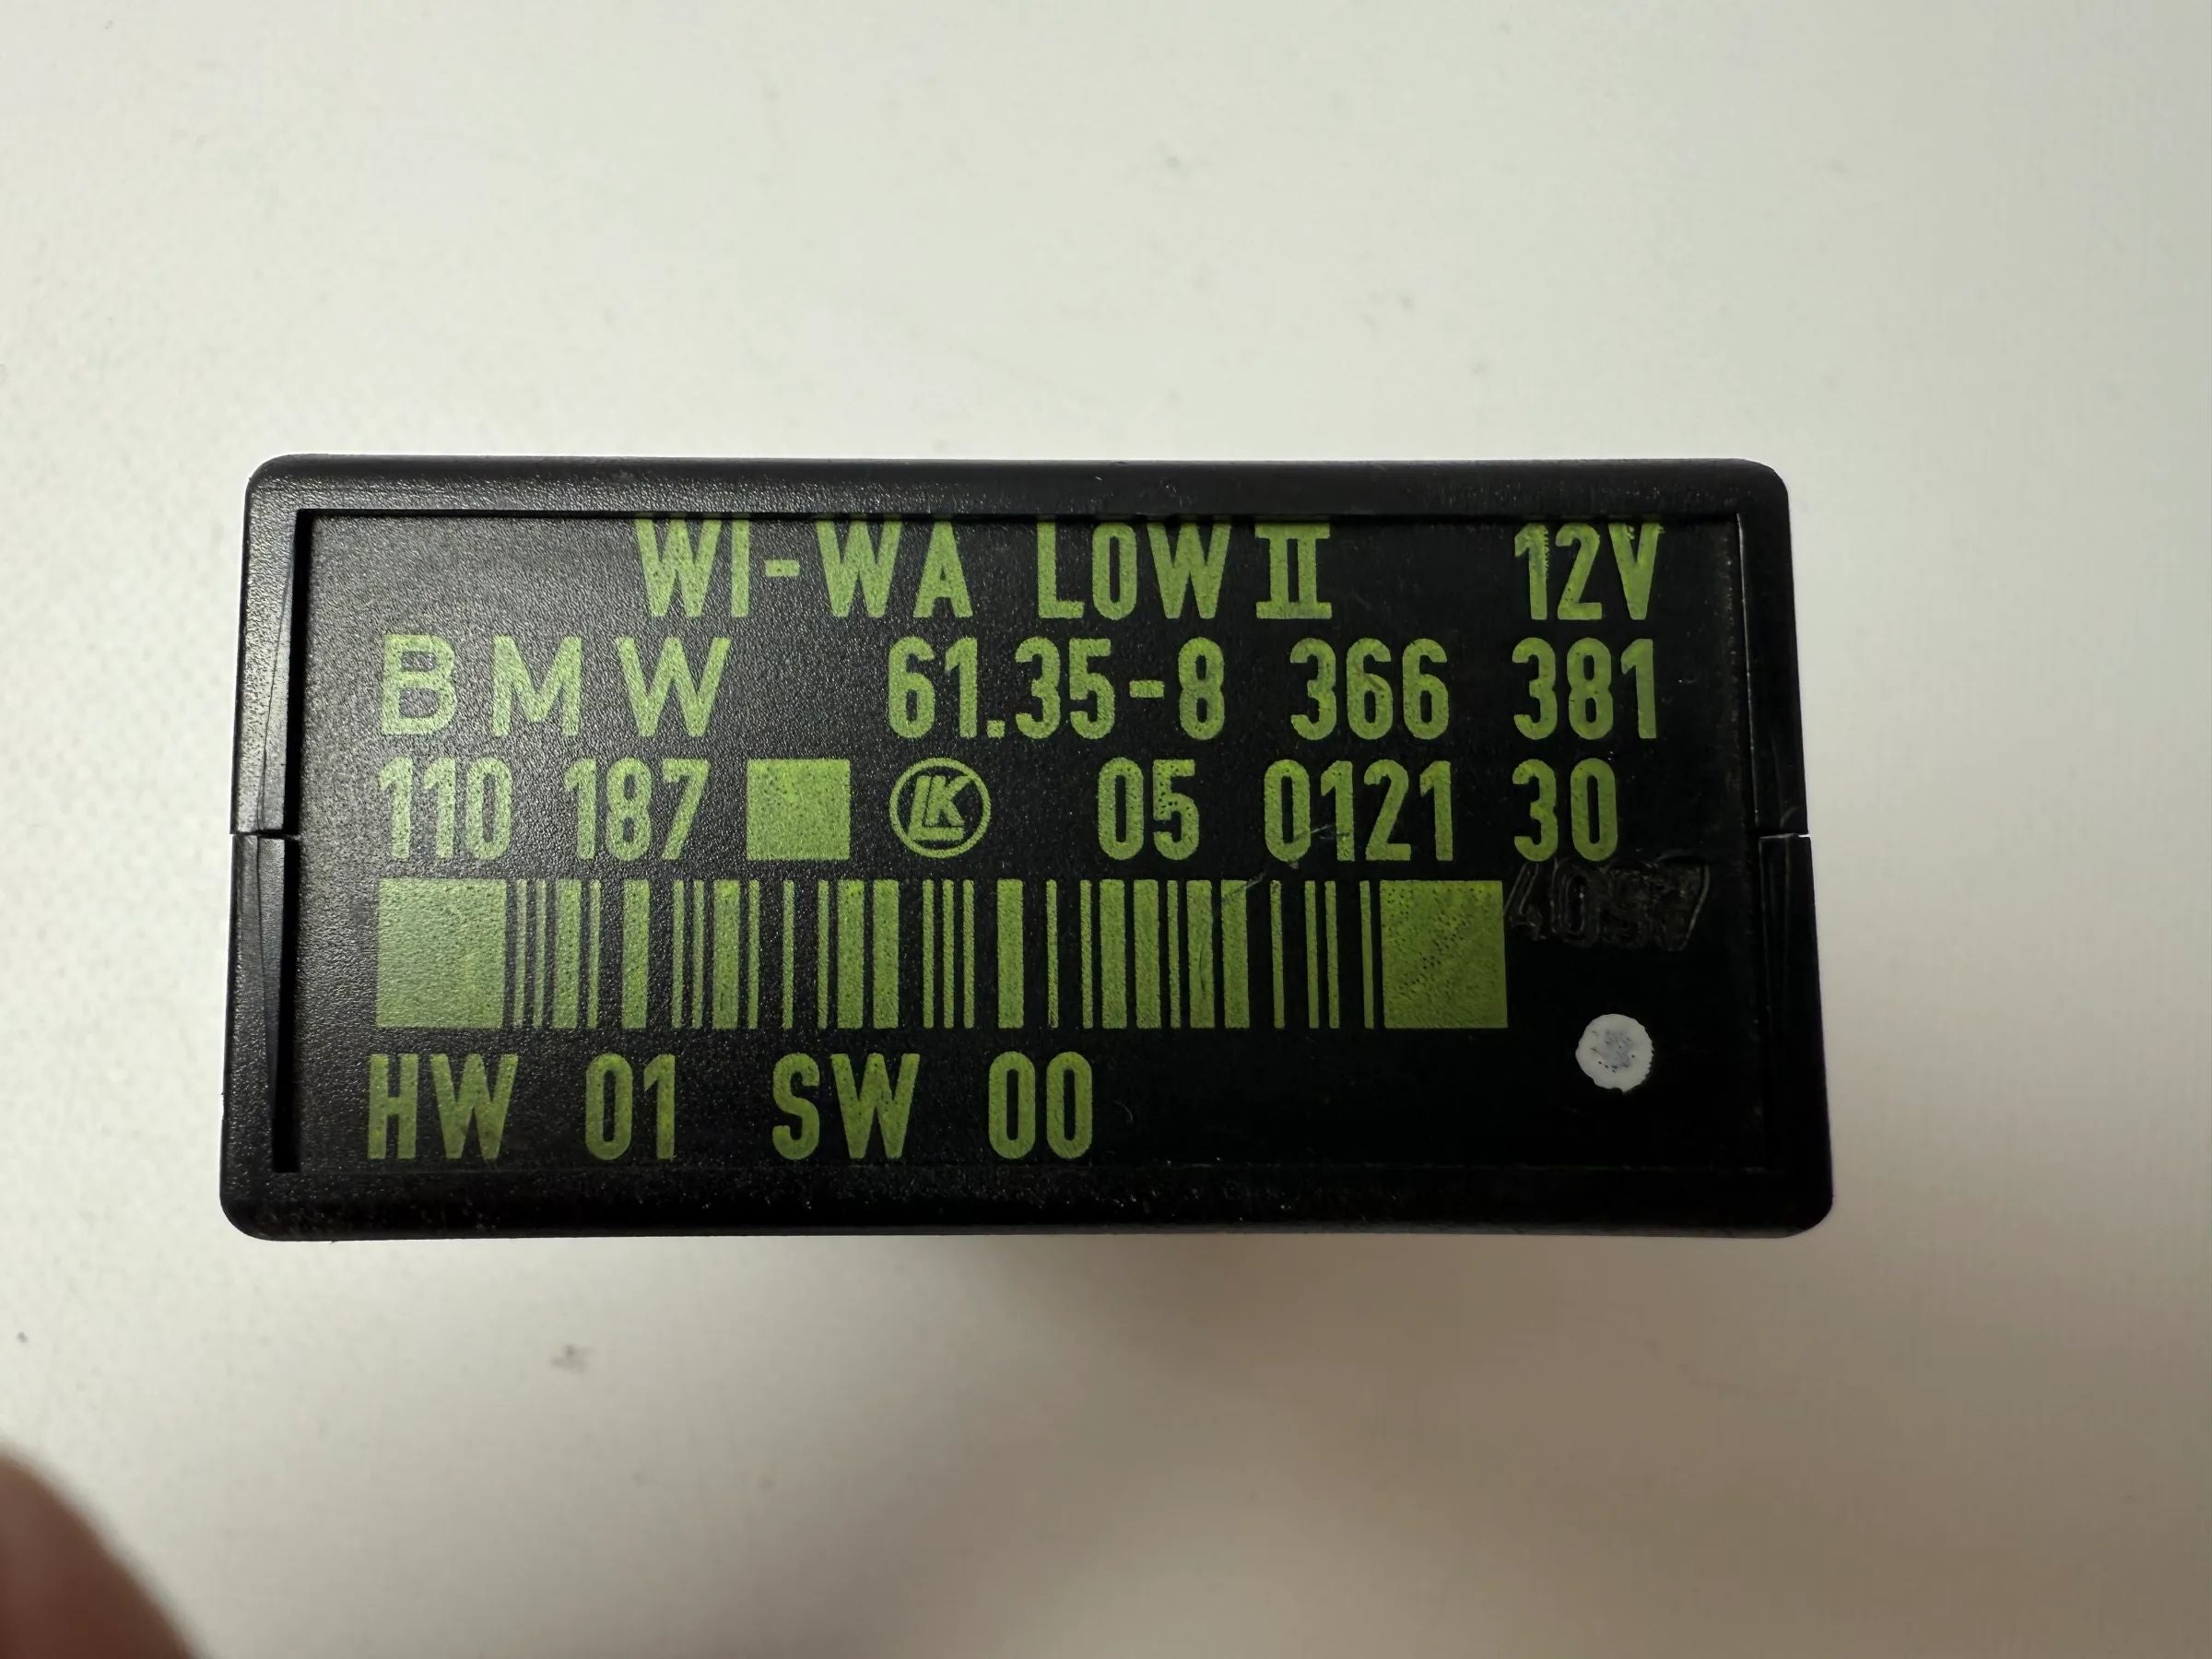 WI-WA LOW II 12V
BMW 61.35-8 366 381
110 187 LK 05 0121 30
HW 01 SW 00